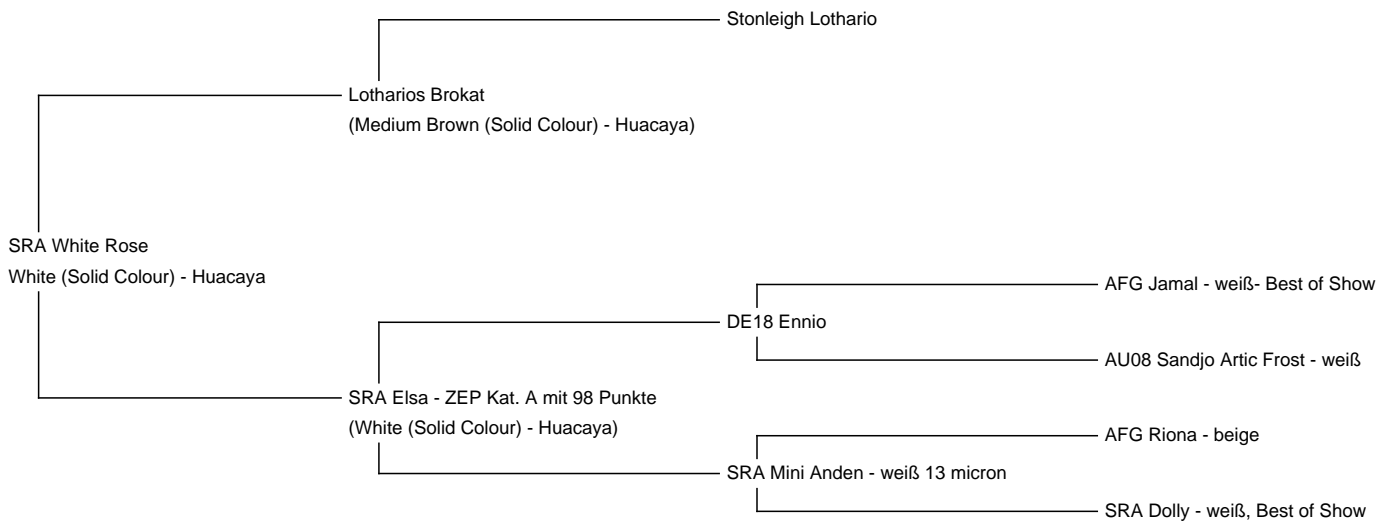 Stonleigh Lothario
Lotharios Brokat
(Medium Brown (Solid Colour) - Huacaya)
SRA White Rose
White (Solid Colour) - Huacaya
AFG Jamal - weiß- Best of Show
DE18 Ennio
AU08 Sandjo Artic Frost - weiß
SRA Elsa - ZEP Kat. A mit 98 Punkte
(White (Solid Colour) - Huacaya)
AFG Riona - beige
SRA Mini Anden - weiß 13 micron
SRA Dolly - weiß, Best of Show